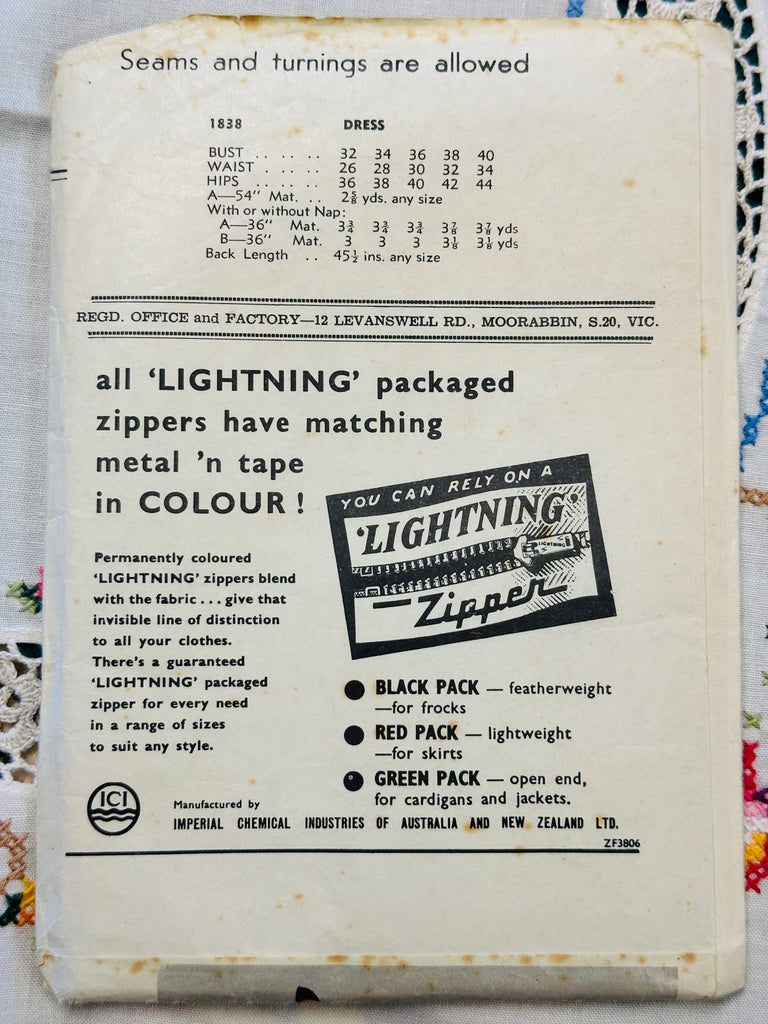 Seams and turnings are allowed
1838 DRESS
BUST . . . . . . 32 34 36 38 40
WAIST . . . . . 26 28 30 32 34
HIPS . . . . . . 36 38 40 42 44
A—54" Mat. . . 2⅝ yds. any size
With or without Nap:
A—36" Mat. 3¾ 3¾ 3¾ 3⅞ 3⅞ yds
B—36" Mat. 3 3 3 3⅛ 3⅛ yds
Back Length . . 45½ ins. any size
REGD. OFFICE and FACTORY—12 LEVANSWELL RD., MOORABBIN, S.20, VIC.
all 'LIGHTNING' packaged
zippers have matching
metal 'n tape
in COLOUR !
YOU CAN RELY ON A
'LIGHTNING'
LIGHTNING
Zipper
Permanently coloured
'LIGHTNING' zippers blend
with the fabric . . . give that
invisible line of distinction
to all your clothes.
There's a guaranteed
'LIGHTNING' packaged
zipper for every need
in a range of sizes
to suit any style.
BLACK PACK — featherweight
—for frocks
RED PACK — lightweight
—for skirts
GREEN PACK — open end,
for cardigans and jackets.
ICI
Manufactured by
IMPERIAL CHEMICAL INDUSTRIES OF AUSTRALIA AND NEW ZEALAND LTD.
ZF3806